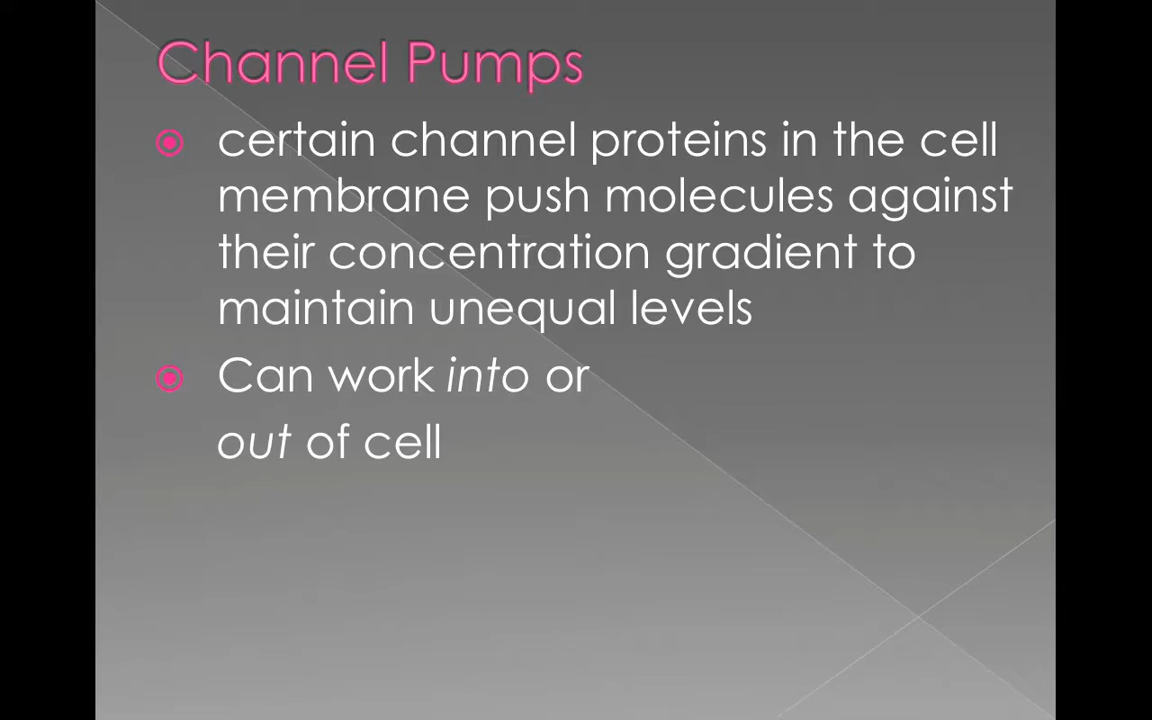 Channel Pumps
certain channel proteins in the cell
membrane push molecules against
their concentration gradient to
maintain unequal levels
Can work into or
out of cell